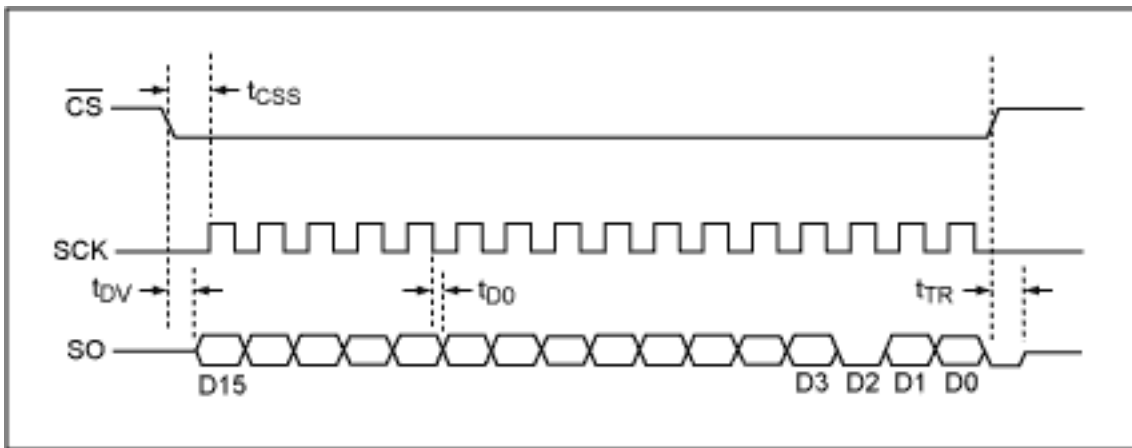 tCSS
CS
SCK
tDV
tD0
tTR
SO
D15
D3 D2 D1 D0